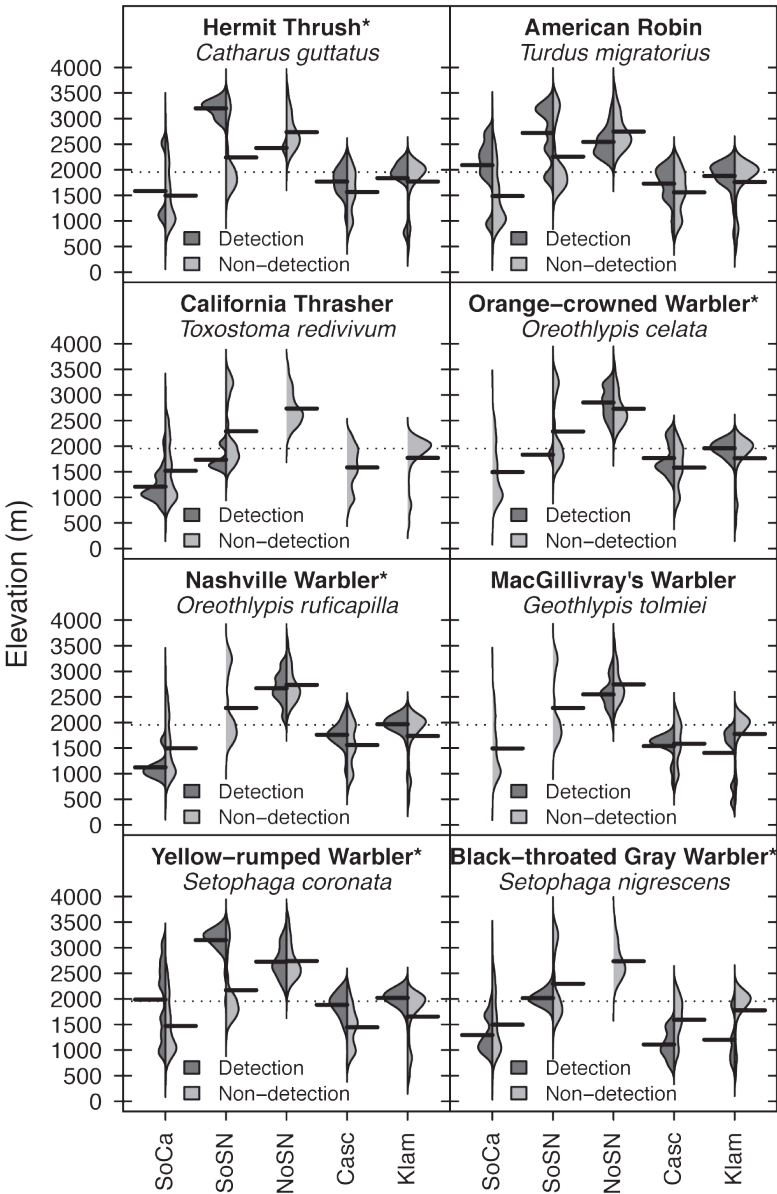 Hermit Thrush*
Catharus guttatus
American Robin
Turdus migratorius
4000
3500
3000
2500
2000
1500
1000
500
0
Detection
Non−detection
Detection
Non−detection
California Thrasher
Toxostoma redivivum
Orange−crowned Warbler*
Oreothlypis celata
4000
3500
3000
2500
2000
1500
1000
500
0
Detection
Non−detection
Detection
Non−detection
Elevation (m)
Nashville Warbler*
Oreothlypis ruficapilla
MacGillivray's Warbler
Geothlypis tolmiei
4000
3500
3000
2500
2000
1500
1000
500
0
Detection
Non−detection
Detection
Non−detection
Yellow−rumped Warbler*
Setophaga coronata
Black−throated Gray Warbler*
Setophaga nigrescens
4000
3500
3000
2500
2000
1500
1000
500
0
Detection
Non−detection
Detection
Non−detection
SoCa
SoSN
NoSN
Casc
Klam
SoCa
SoSN
NoSN
Casc
Klam